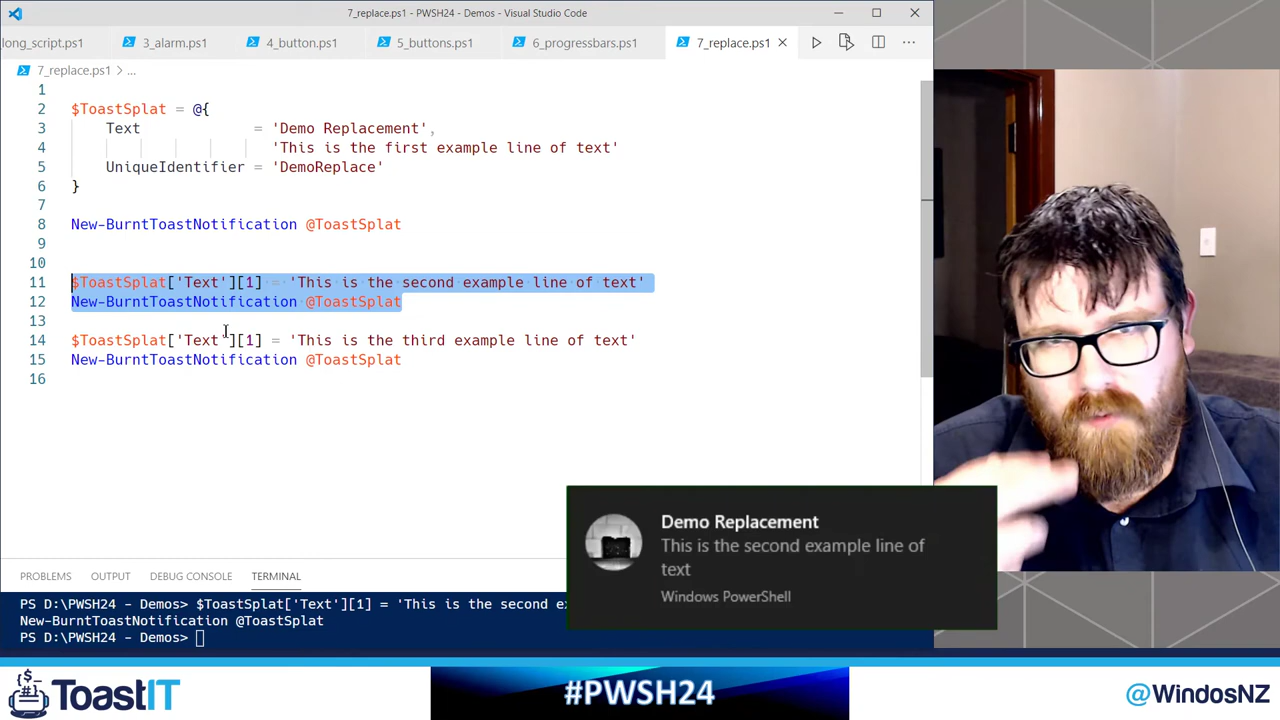 7_replace.ps1 - PWSH24 - Demos - Visual Studio Code
long_script.ps1 3_alarm.ps1 4_button.ps1 5_buttons.ps1 6_progressbars.ps1 7_replace.ps1
7_replace.ps1 > ...
1
2 $ToastSplat = @{
3 Text = 'Demo Replacement',
4 'This is the first example line of text'
5 UniqueIdentifier = 'DemoReplace'
6 }
7
8 New-BurntToastNotification @ToastSplat
9
10
11 $ToastSplat['Text'][1] = 'This is the second example line of text'
12 New-BurntToastNotification @ToastSplat
13
14 $ToastSplat['Text'][1] = 'This is the third example line of text'
15 New-BurntToastNotification @ToastSplat
16
Demo Replacement
This is the second example line of
text
Windows PowerShell
PROBLEMS OUTPUT DEBUG CONSOLE TERMINAL
PS D:\PWSH24 - Demos> $ToastSplat['Text'][1] = 'This is the second ex
New-BurntToastNotification @ToastSplat
PS D:\PWSH24 - Demos>
ToastIT
#PWSH24
@WindosNZ